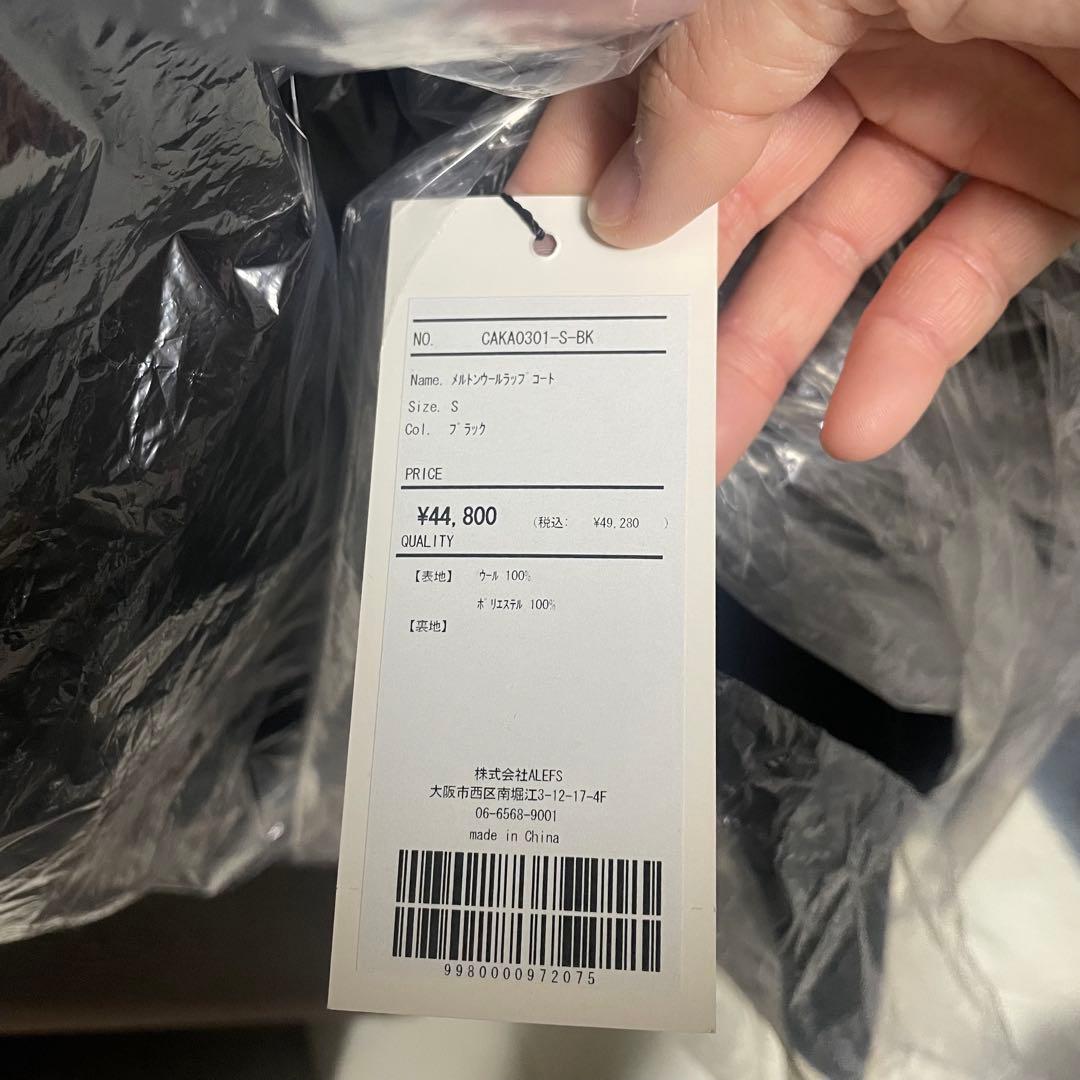 NO. CAKA0301-S-BK
Name. ﾒﾙﾄﾝｳｰﾙﾗｯﾌﾟｺｰﾄ
Size. S
Col. ﾌﾞﾗｯｸ
PRICE
¥44,800 (税込: ¥49,280 )
QUALITY
【表地】 ｳｰﾙ 100%
ﾎﾟﾘｴｽﾃﾙ 100%
【裏地】
株式会社ALEFS
大阪市西区南堀江3-12-17-4F
06-6568-9001
made in China
9980000972075